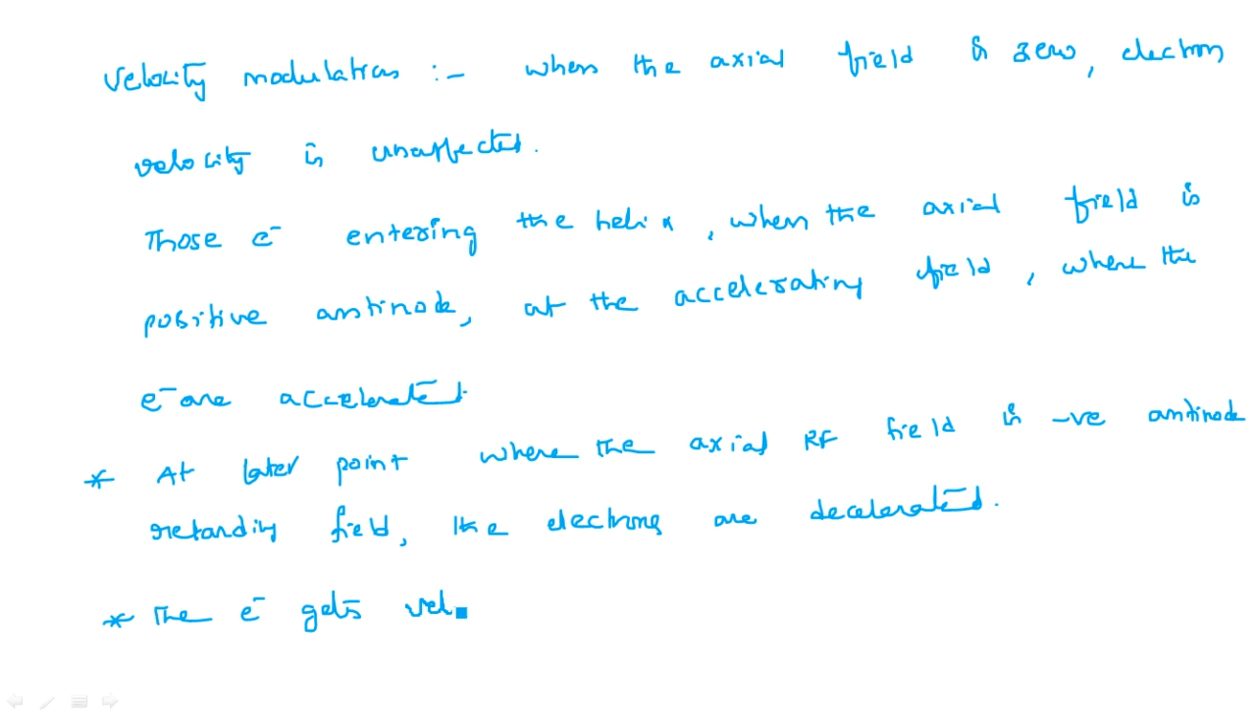 velocity modulation :- when the axial field is zero, electron
velocity is unaffected.
Those e⁻ entering the helix, when the axial field is
positive antinode, at the accelerating field, where the
e⁻ are accelerated.
* At later point where the axial RF field is -ve antinode
retarding field, the electrons are decelerated.
* The e⁻ gets vel